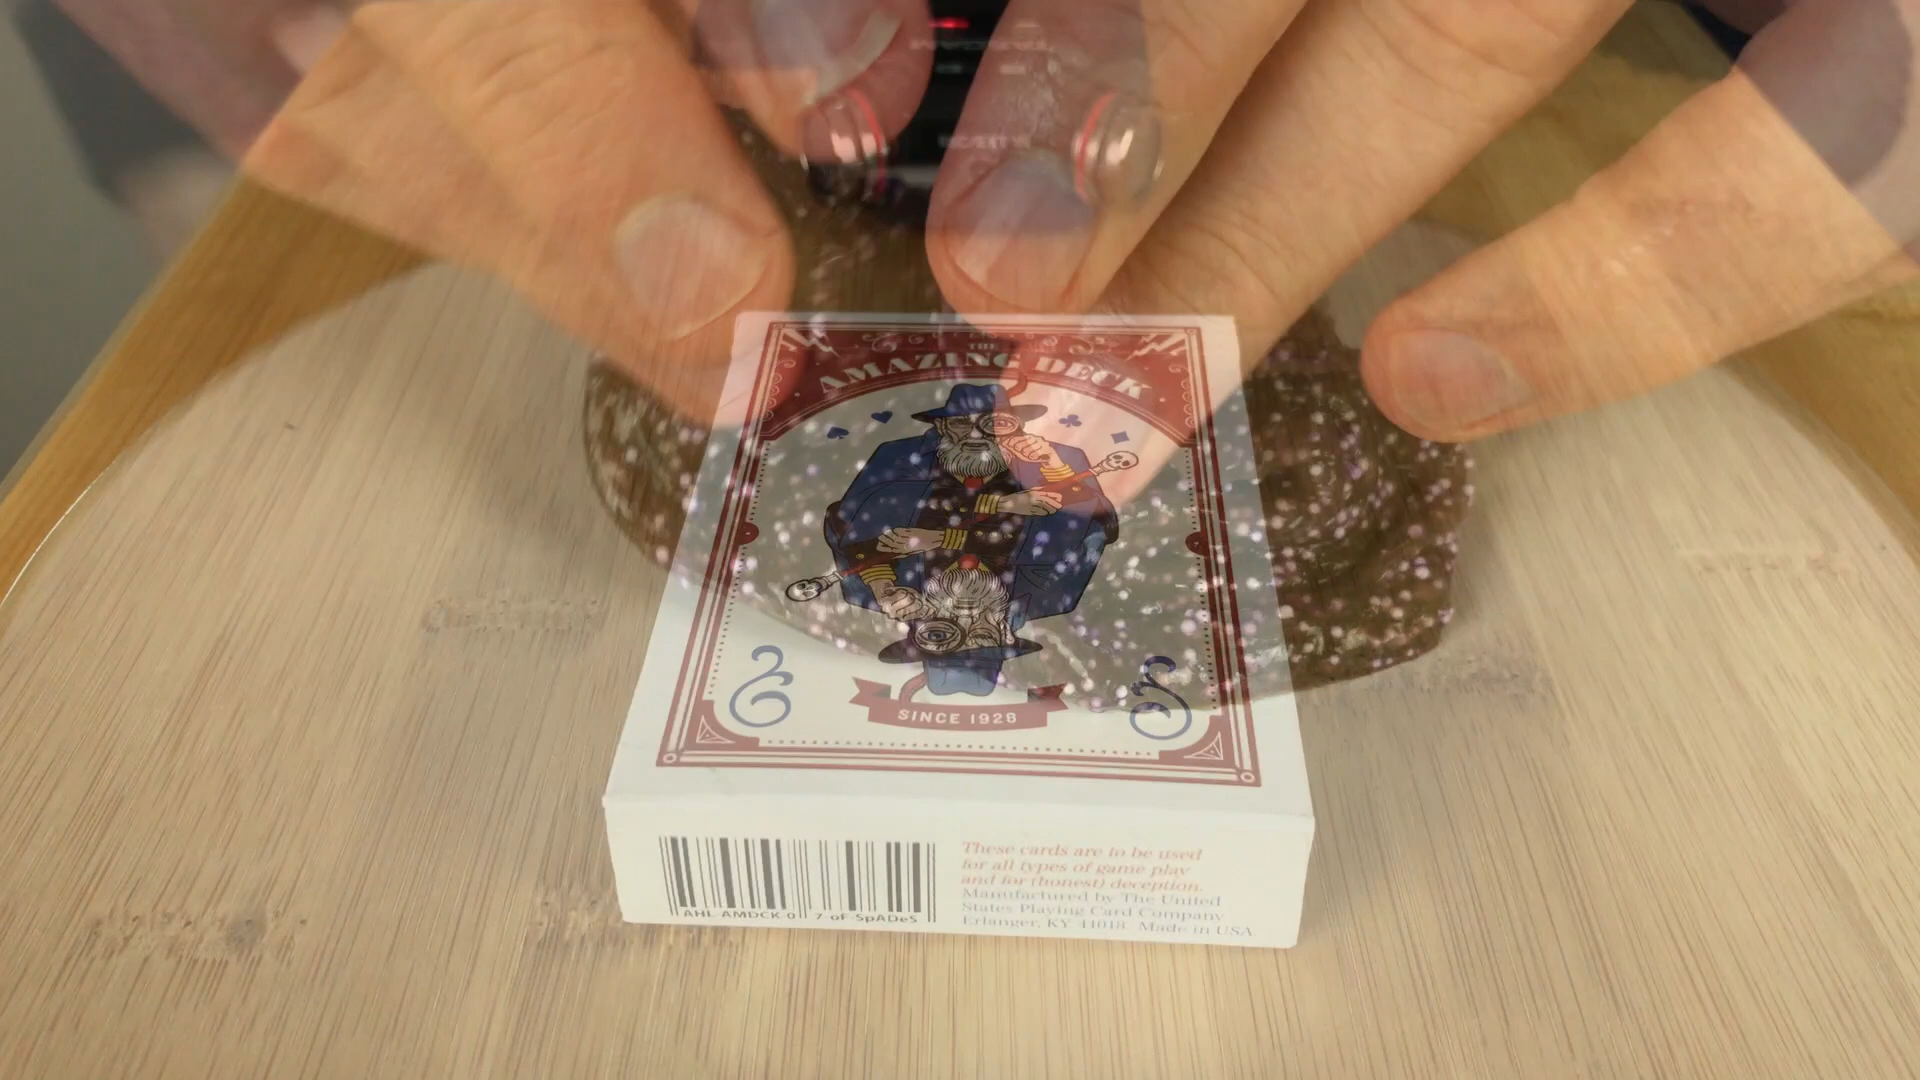 THE
AMAZING DECK
SINCE 1928
AHL AMDCK 0 7 oF SpADeS
These cards are to be used
for all types of game play
and for (honest) deception.
Manufactured by The United
States Playing Card Company
Erlanger, KY 41018 Made in USA